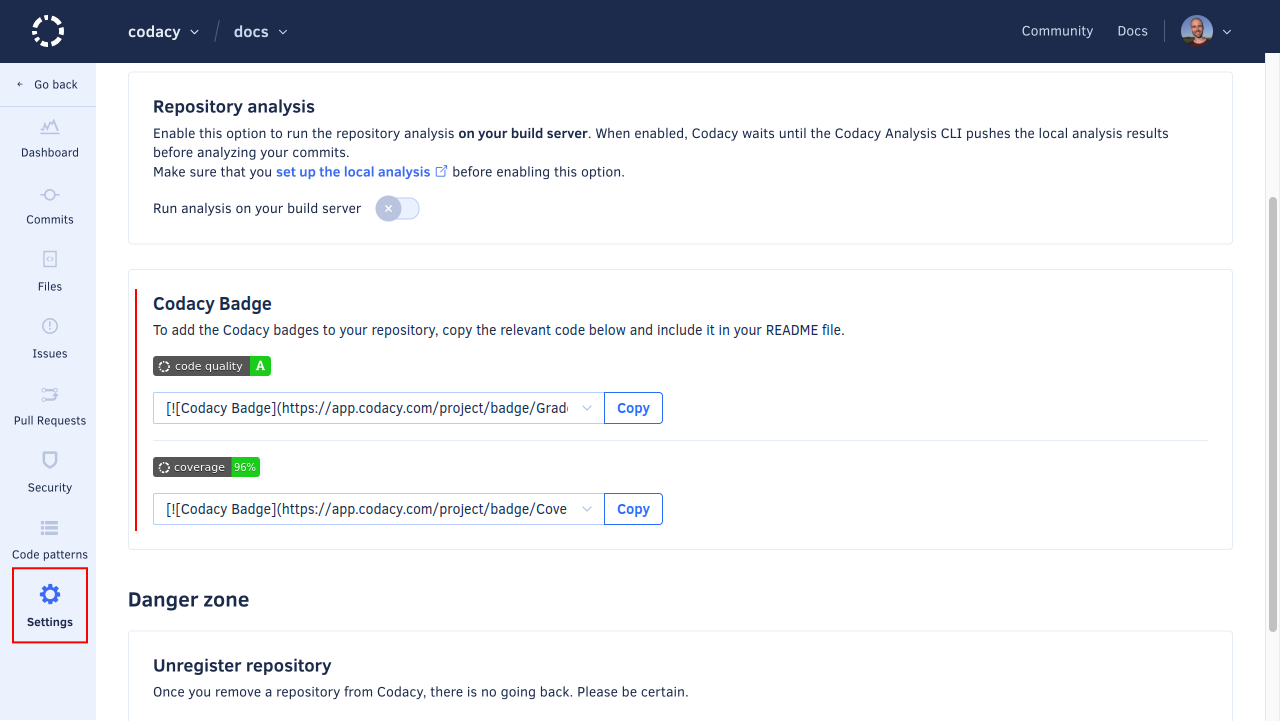 codacy
docs
Community
Docs
Go back
Dashboard
Commits
Files
Issues
Pull Requests
Security
Code patterns
Settings
Repository analysis
Enable this option to run the repository analysis on your build server. When enabled, Codacy waits until the Codacy Analysis CLI pushes the local analysis results
before analyzing your commits.
Make sure that you set up the local analysis before enabling this option.
Run analysis on your build server
Codacy Badge
To add the Codacy badges to your repository, copy the relevant code below and include it in your README file.
code quality A
[![Codacy Badge](https://app.codacy.com/project/badge/Grade
Copy
coverage 96%
[![Codacy Badge](https://app.codacy.com/project/badge/Cove
Copy
Danger zone
Unregister repository
Once you remove a repository from Codacy, there is no going back. Please be certain.